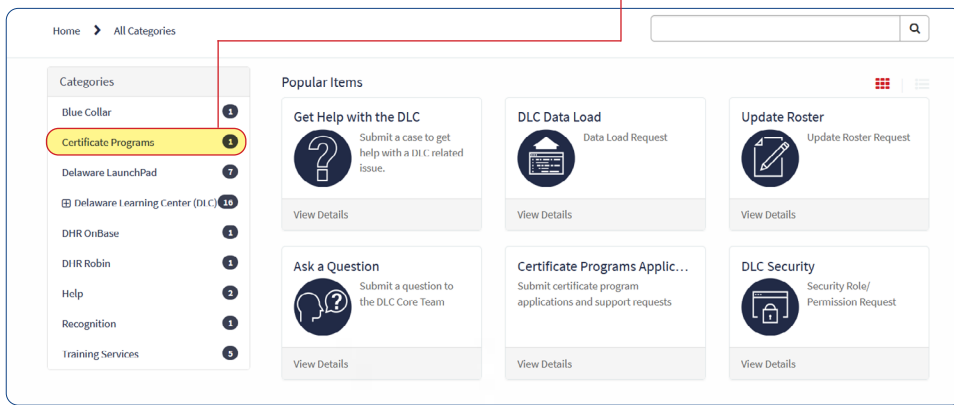 Home > All Categories
Categories
Blue Collar 1
Certificate Programs 1
Delaware LaunchPad 7
Delaware Learning Center (DLC) 16
DHR OnBase 1
DHR Robin 1
Help 2
Recognition 1
Training Services 5
Popular Items
Get Help with the DLC
Submit a case to get
help with a DLC related
issue.
View Details
DLC Data Load
Data Load Request
View Details
Update Roster
Update Roster Request
View Details
Ask a Question
Submit a question to
the DLC Core Team
View Details
Certificate Programs Applic...
Submit certificate program
applications and support requests
View Details
DLC Security
Security Role/
Permission Request
View Details